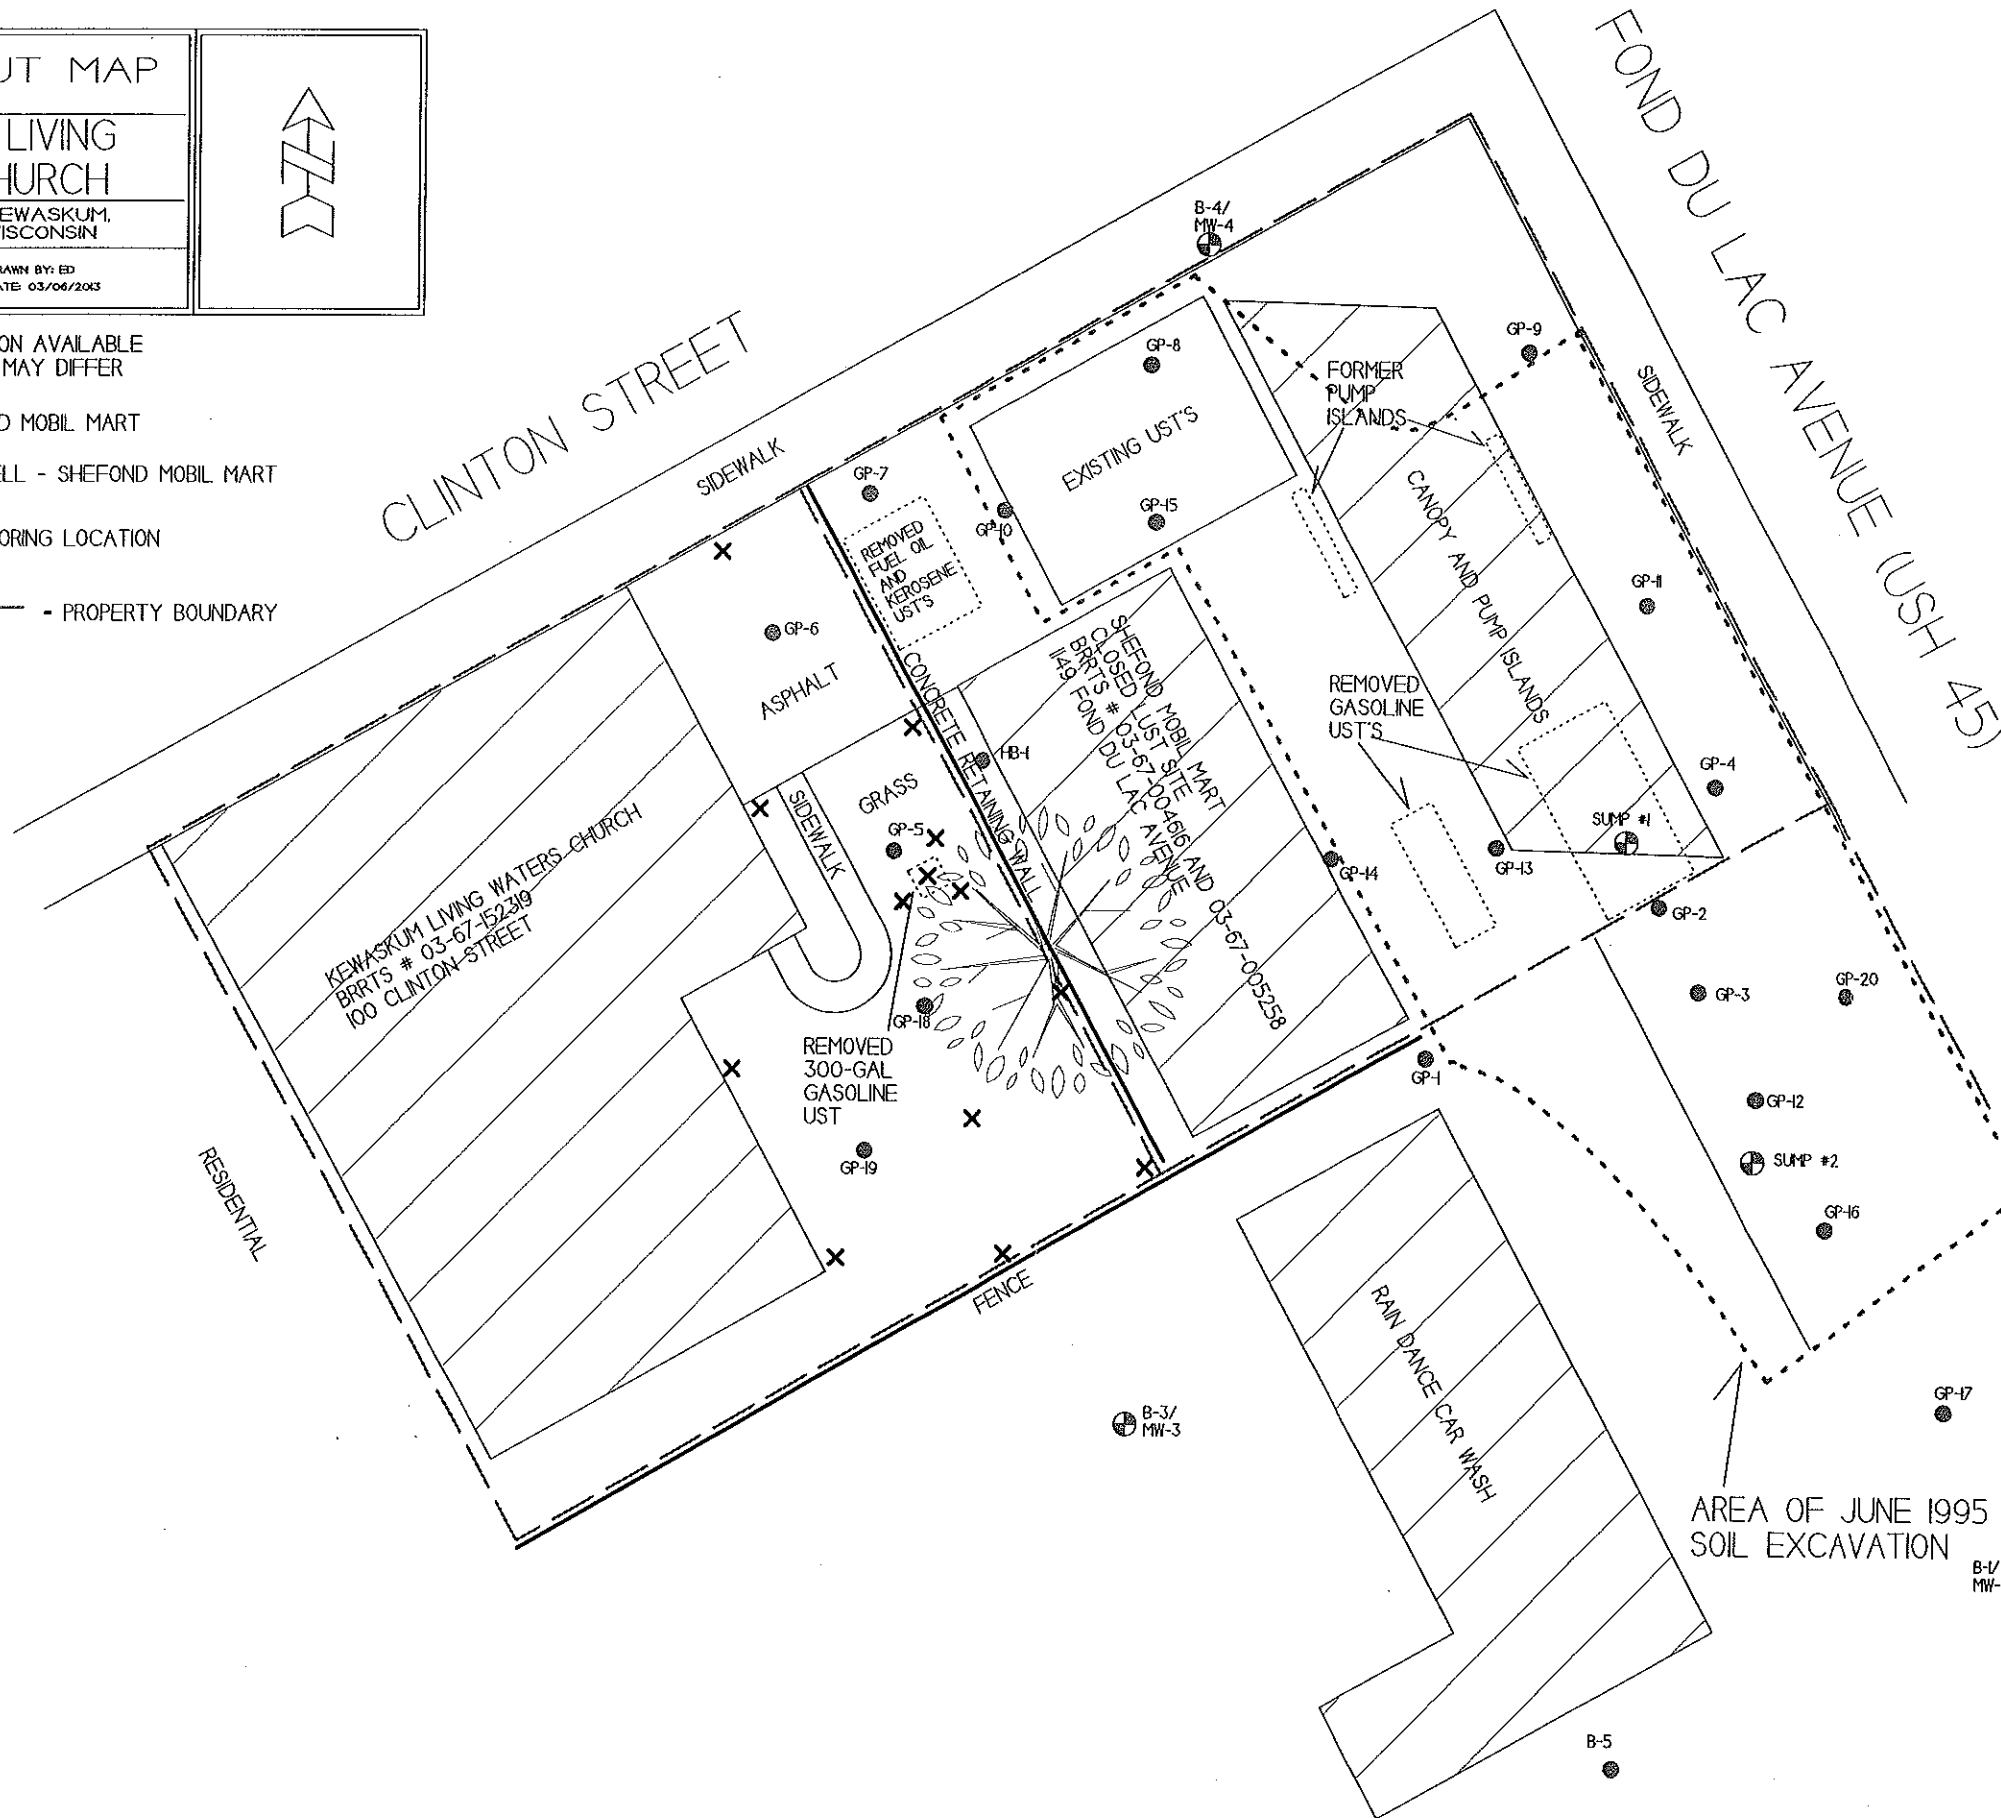 UT MAP
LIVING
HURCH
EWASKUM,
ISCONSIN
RAWN BY: ED
ATE: 03/06/2013
ON AVAILABLE
MAY DIFFER
D MOBIL MART
ELL - SHEFOND MOBIL MART
ORING LOCATION
- PROPERTY BOUNDARY
CLINTON STREET
FOND DU LAC AVENUE (USH 45)
SIDEWALK
SIDEWALK
B-4/
MW-4
GP-8
GP-9
FORMER
PUMP
ISLANDS
EXISTING UST'S
GP-7
GP-10
GP-15
REMOVED
FUEL OIL
AND
KEROSENE
UST'S
CANOPY AND PUMP ISLANDS
GP-11
GP-6
ASPHALT
CONCRETE RETAINING WALL
SHEFOND MOBIL MART
CLOSED LUST SITE
BRRTS # 03-67-004616 AND 03-67-005258
1149 FOND DU LAC AVENUE
REMOVED
GASOLINE
UST'S
HB-1
GRASS
SIDEWALK
GP-4
SUMP #1
GP-5
GP-13
GP-14
GP-2
KEWASKUM LIVING WATERS CHURCH
BRRTS # 03-67-152319
100 CLINTON STREET
GP-3
GP-20
GP-18
REMOVED
300-GAL
GASOLINE
UST
GP-1
GP-12
SUMP #2
GP-19
GP-16
RESIDENTIAL
FENCE
RAIN DANCE CAR WASH
B-3/
MW-3
GP-17
AREA OF JUNE 1995
SOIL EXCAVATION
B-1/
MW-
B-5